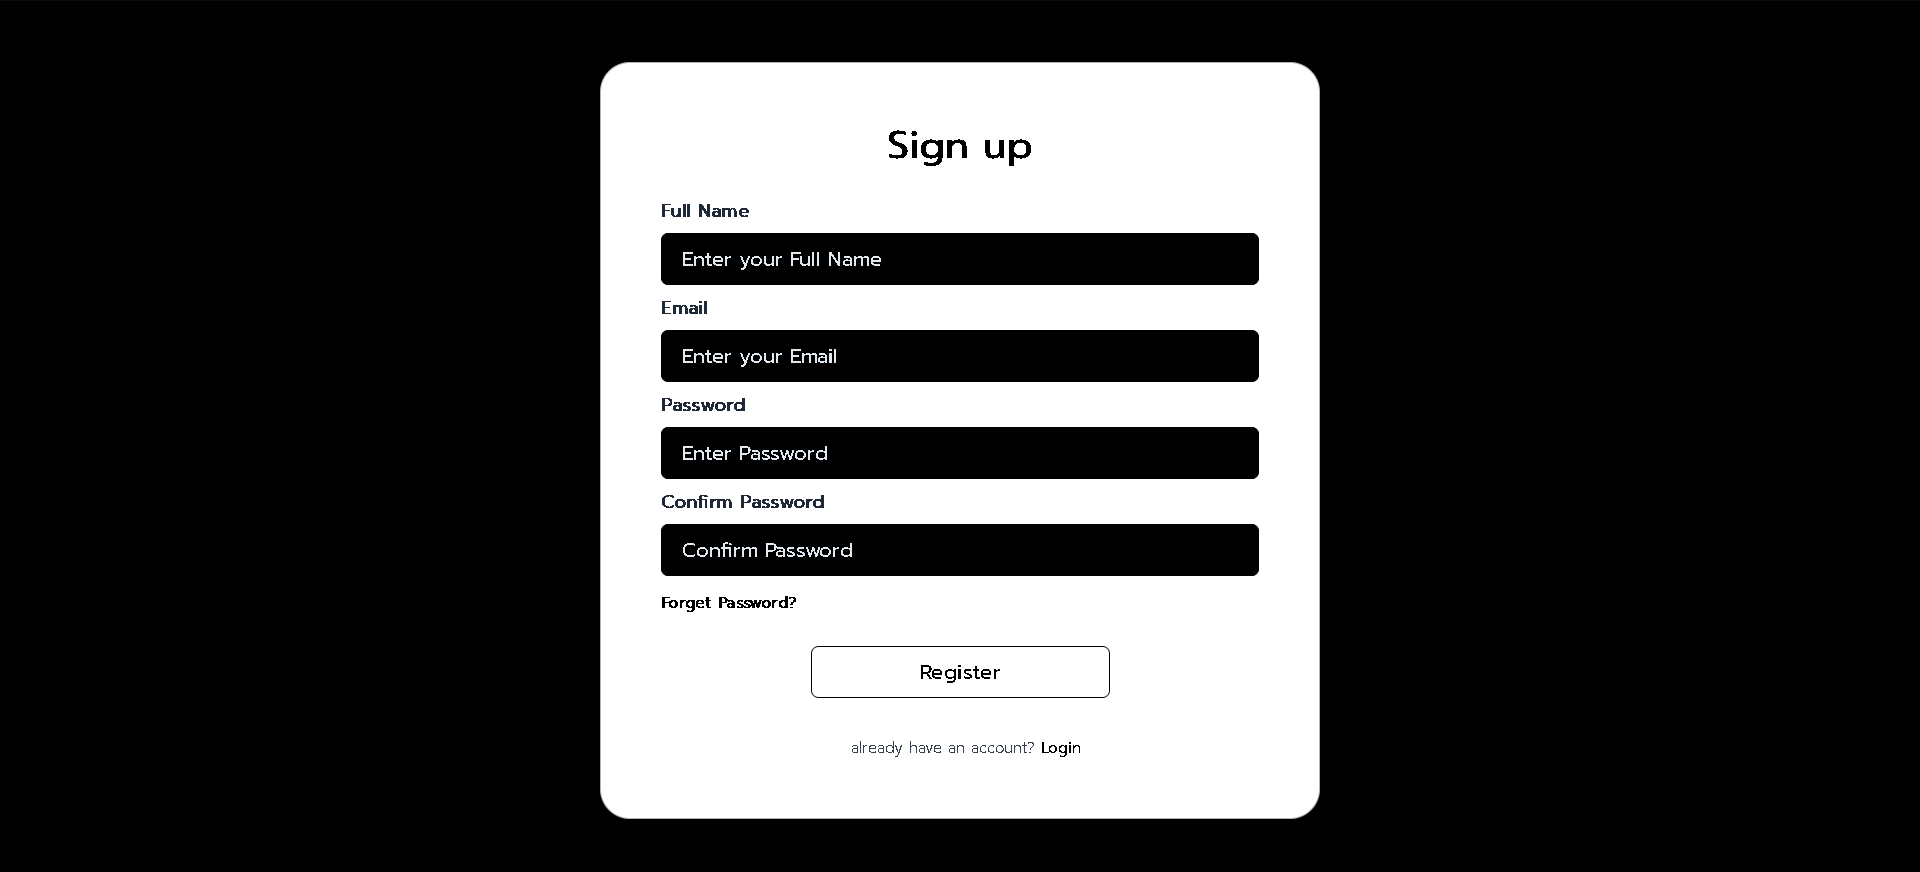 Sign up
Full Name
Enter your Full Name
Email
Enter your Email
Password
Enter Password
Confirm Password
Confirm Password
Forget Password?
Register
already have an account? Login